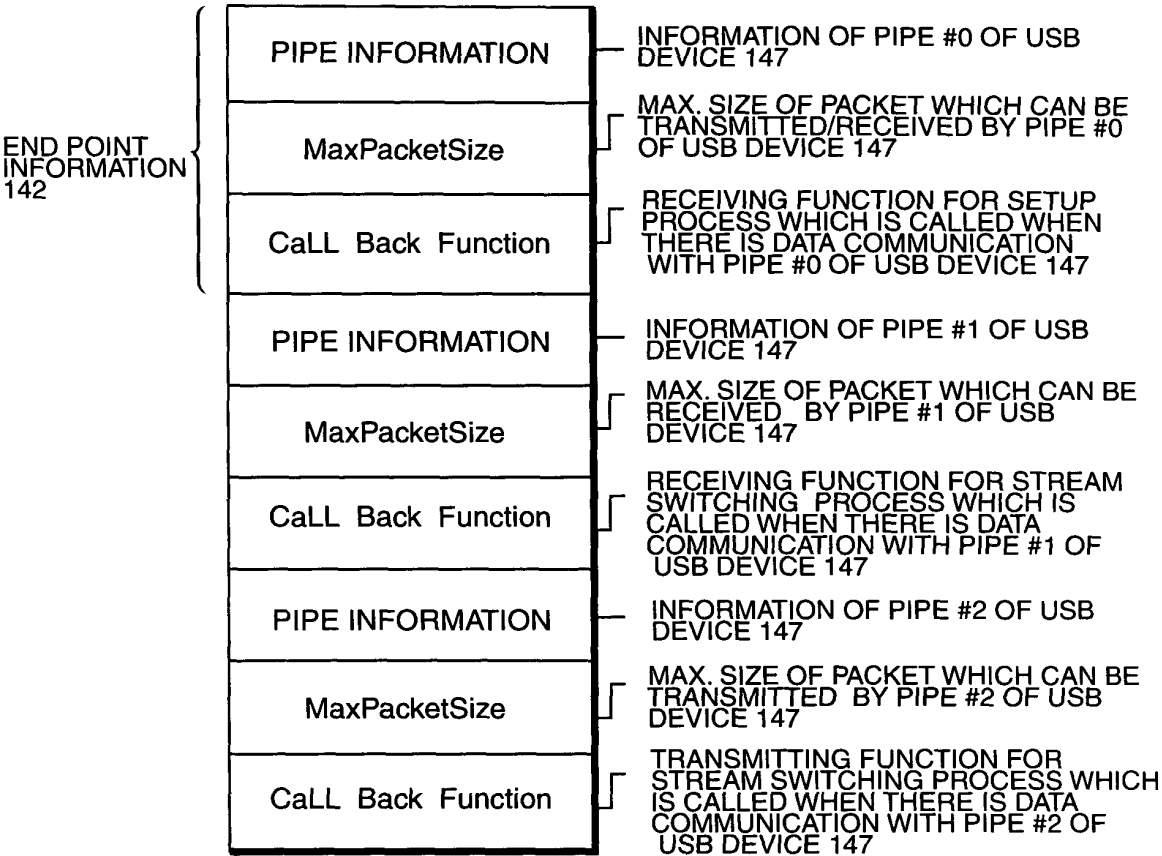 END POINT
INFORMATION
142
PIPE INFORMATION
INFORMATION OF PIPE #0 OF USB
DEVICE 147
MaxPacketSize
MAX. SIZE OF PACKET WHICH CAN BE
TRANSMITTED/RECEIVED BY PIPE #0
OF USB DEVICE 147
CaLL Back Function
RECEIVING FUNCTION FOR SETUP
PROCESS WHICH IS CALLED WHEN
THERE IS DATA COMMUNICATION
WITH PIPE #0 OF USB DEVICE 147
PIPE INFORMATION
INFORMATION OF PIPE #1 OF USB
DEVICE 147
MaxPacketSize
MAX. SIZE OF PACKET WHICH CAN BE
RECEIVED BY PIPE #1 OF USB
DEVICE 147
CaLL Back Function
RECEIVING FUNCTION FOR STREAM
SWITCHING PROCESS WHICH IS
CALLED WHEN THERE IS DATA
COMMUNICATION WITH PIPE #1 OF
USB DEVICE 147
PIPE INFORMATION
INFORMATION OF PIPE #2 OF USB
DEVICE 147
MaxPacketSize
MAX. SIZE OF PACKET WHICH CAN BE
TRANSMITTED BY PIPE #2 OF USB
DEVICE 147
CaLL Back Function
TRANSMITTING FUNCTION FOR
STREAM SWITCHING PROCESS WHICH
IS CALLED WHEN THERE IS DATA
COMMUNICATION WITH PIPE #2 OF
USB DEVICE 147